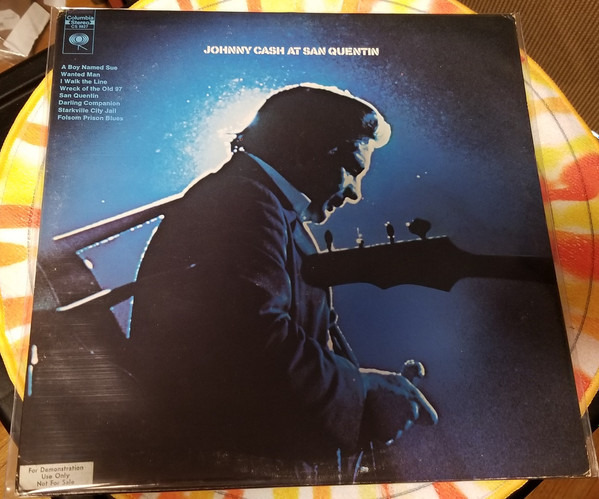 Columbia
Stereo
CS 9827
JOHNNY CASH AT SAN QUENTIN
A Boy Named Sue
Wanted Man
I Walk the Line
Wreck of the Old 97
San Quentin
Darling Companion
Starkville City Jail
Folsom Prison Blues
For Demonstration
Use Only
Not For Sale